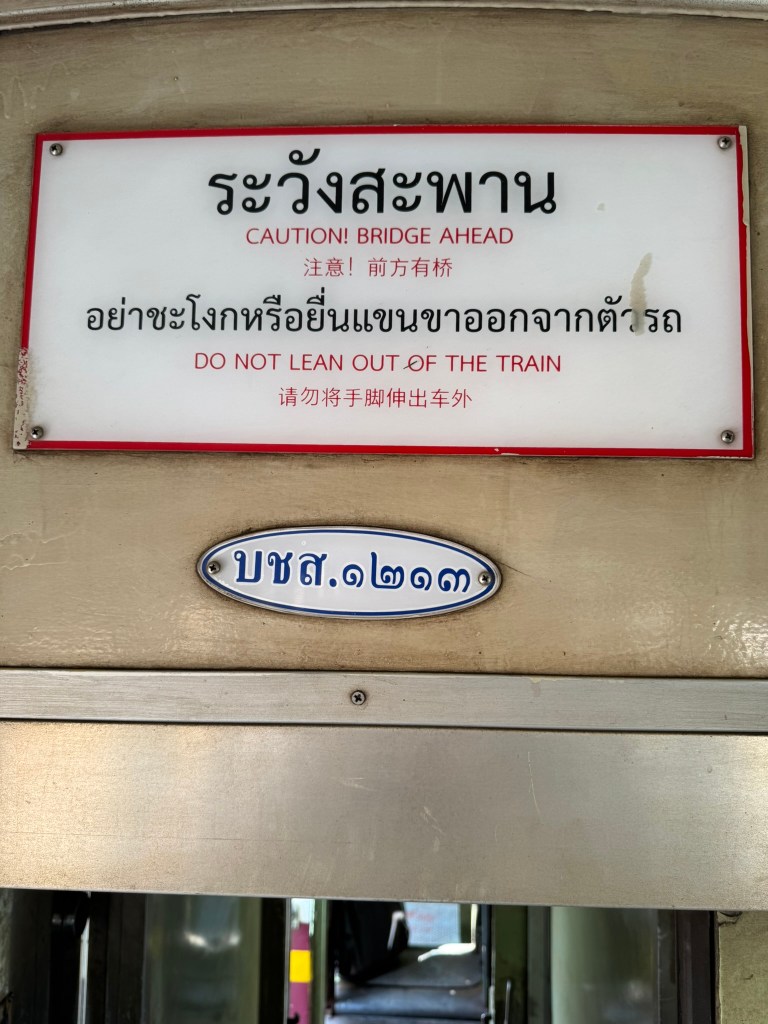 ระวังสะพาน
CAUTION! BRIDGE AHEAD
注意！前方有桥
อย่าชะโงกหรือยื่นแขนขาออกจากตัวรถ
DO NOT LEAN OUT OF THE TRAIN
请勿将手脚伸出车外
บชส.๑๒๑๓